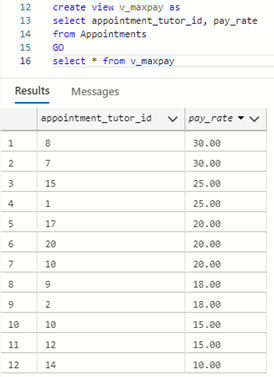 12 create view v_maxpay as
13 select appointment_tutor_id, pay_rate
14 from Appointments
15 GO
16 select * from v_maxpay
Results Messages
appointment_tutor_id pay_rate
1 8 30.00
2 7 30.00
3 15 25.00
4 1 25.00
5 17 20.00
6 20 20.00
7 10 20.00
8 9 18.00
9 2 18.00
10 10 15.00
11 12 15.00
12 14 10.00